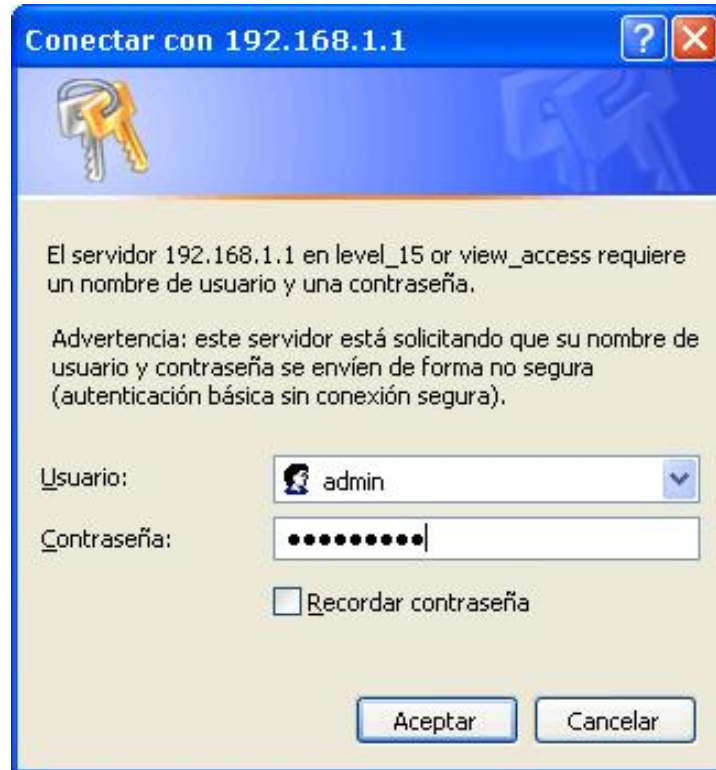 Conectar con 192.168.1.1
El servidor 192.168.1.1 en level_15 or view_access requiere
un nombre de usuario y una contraseña.
Advertencia: este servidor está solicitando que su nombre de
usuario y contraseña se envíen de forma no segura
(autenticación básica sin conexión segura).
Usuario: admin
Contraseña: ●●●●●●●●●
Recordar contraseña
Aceptar Cancelar